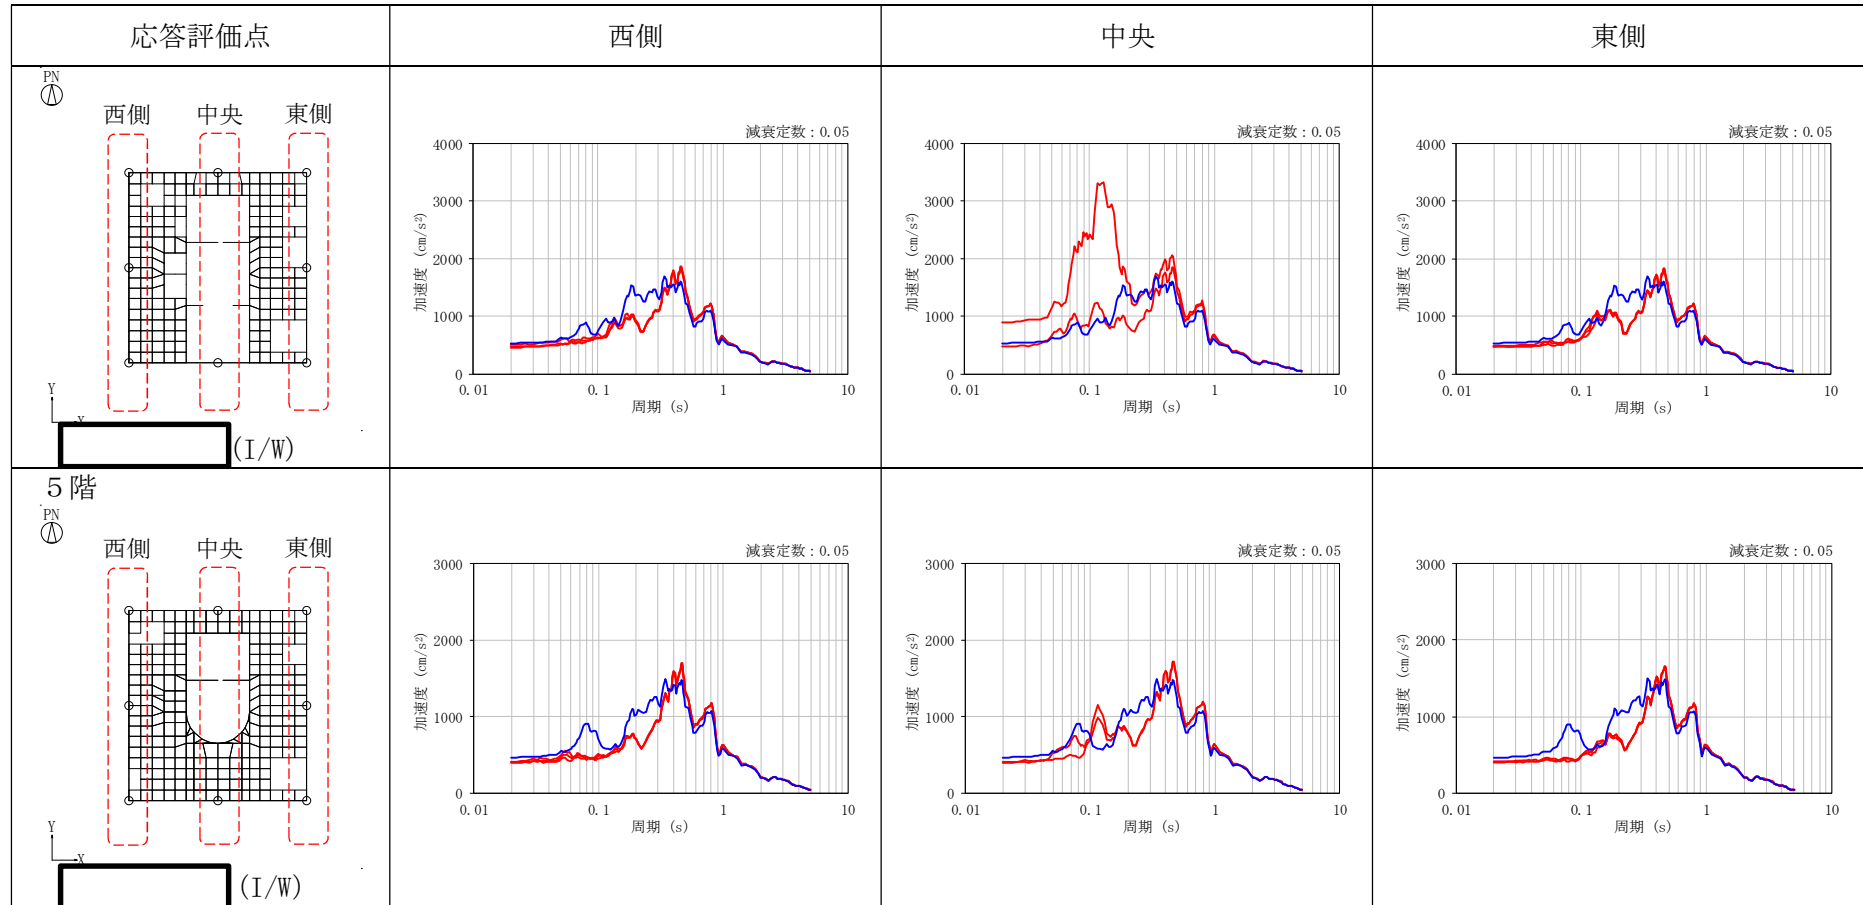 応答評価点 西側 中央 東側
PN
西側 中央 東側
Y
X
(I/W)
減衰定数：0.05
4000
3000
2000
1000
0
加速度 (cm/s²)
0.01 0.1 1 10
周期 (s)
減衰定数：0.05
4000
3000
2000
1000
0
加速度 (cm/s²)
0.01 0.1 1 10
周期 (s)
減衰定数：0.05
4000
3000
2000
1000
0
加速度 (cm/s²)
0.01 0.1 1 10
周期 (s)
５階
PN
西側 中央 東側
Y
X
(I/W)
減衰定数：0.05
3000
2000
1000
0
加速度 (cm/s²)
0.01 0.1 1 10
周期 (s)
減衰定数：0.05
3000
2000
1000
0
加速度 (cm/s²)
0.01 0.1 1 10
周期 (s)
減衰定数：0.05
3000
2000
1000
0
加速度 (cm/s²)
0.01 0.1 1 10
周期 (s)